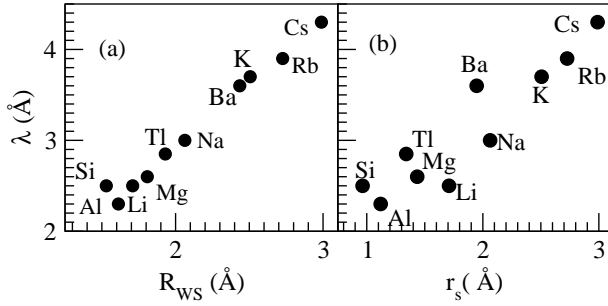 (a)
Cs
K
Rb
Ba
Tl
Na
Si
Mg
Al
Li
4
3
2
λ (Å)
2
3
R_WS (Å)
(b)
Cs
Ba
Rb
K
Tl
Na
Mg
Si
Li
Al
1
2
3
r_s( Å)